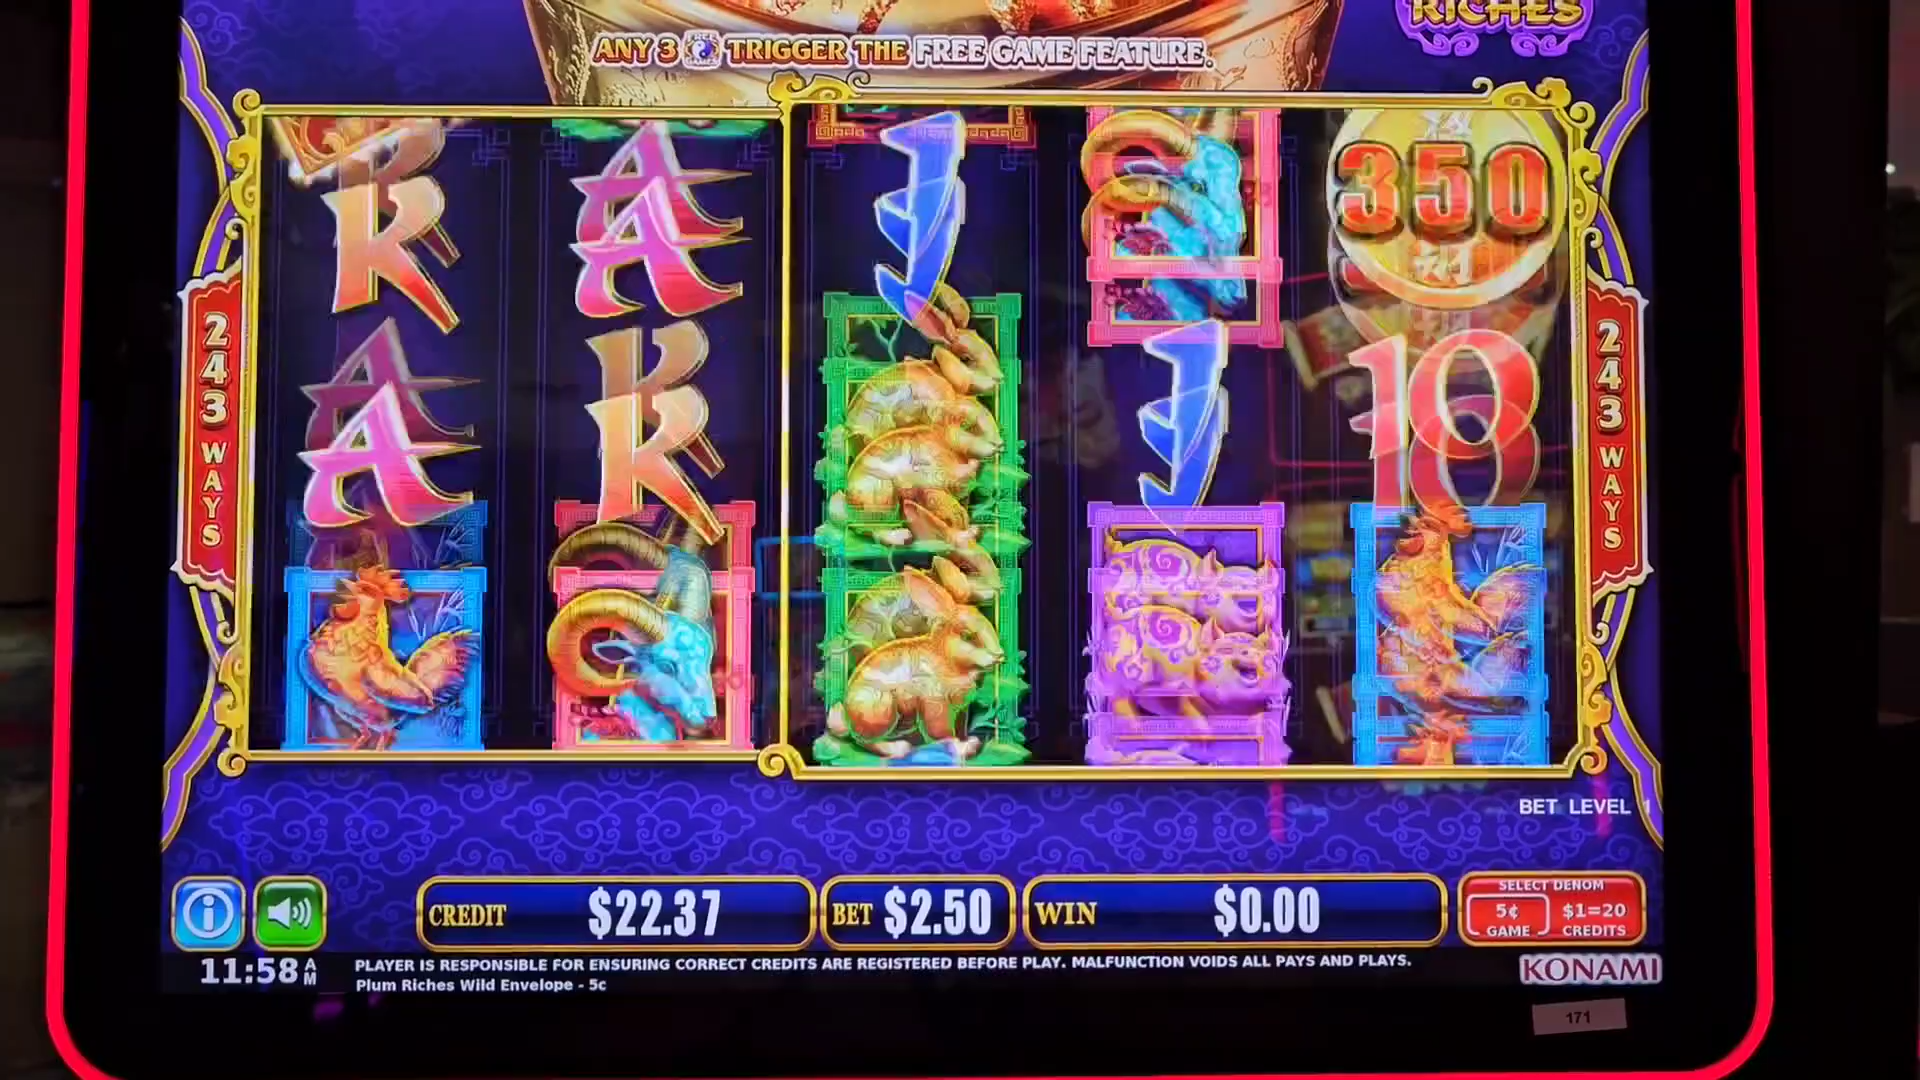 RICHES
ANY 3 FREE GAMES TRIGGER THE FREE GAME FEATURE.
K A J 350
A K J 10
243 WAYS
243 WAYS
BET LEVEL 1
CREDIT $22.37 BET $2.50 WIN $0.00
SELECT DENOM
5¢ GAME
$1=20 CREDITS
11:58 AM
PLAYER IS RESPONSIBLE FOR ENSURING CORRECT CREDITS ARE REGISTERED BEFORE PLAY. MALFUNCTION VOIDS ALL PAYS AND PLAYS.
Plum Riches Wild Envelope - 5c
KONAMI
171